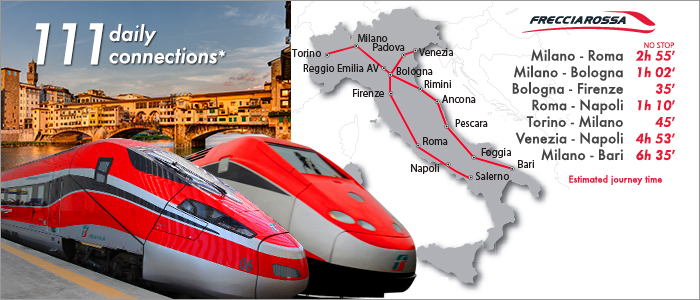 111 daily
connections*
Torino
Milano
Padova
Venezia
Reggio Emilia AV
Bologna
Rimini
Firenze
Ancona
Pescara
Roma
Foggia
Napoli
Bari
Salerno
FRECCIAROSSA
NO STOP
Milano - Roma 2h 55’
Milano - Bologna 1h 02’
Bologna - Firenze 35’
Roma - Napoli 1h 10’
Torino - Milano 45’
Venezia - Napoli 4h 53’
Milano - Bari 6h 35’
Estimated journey time